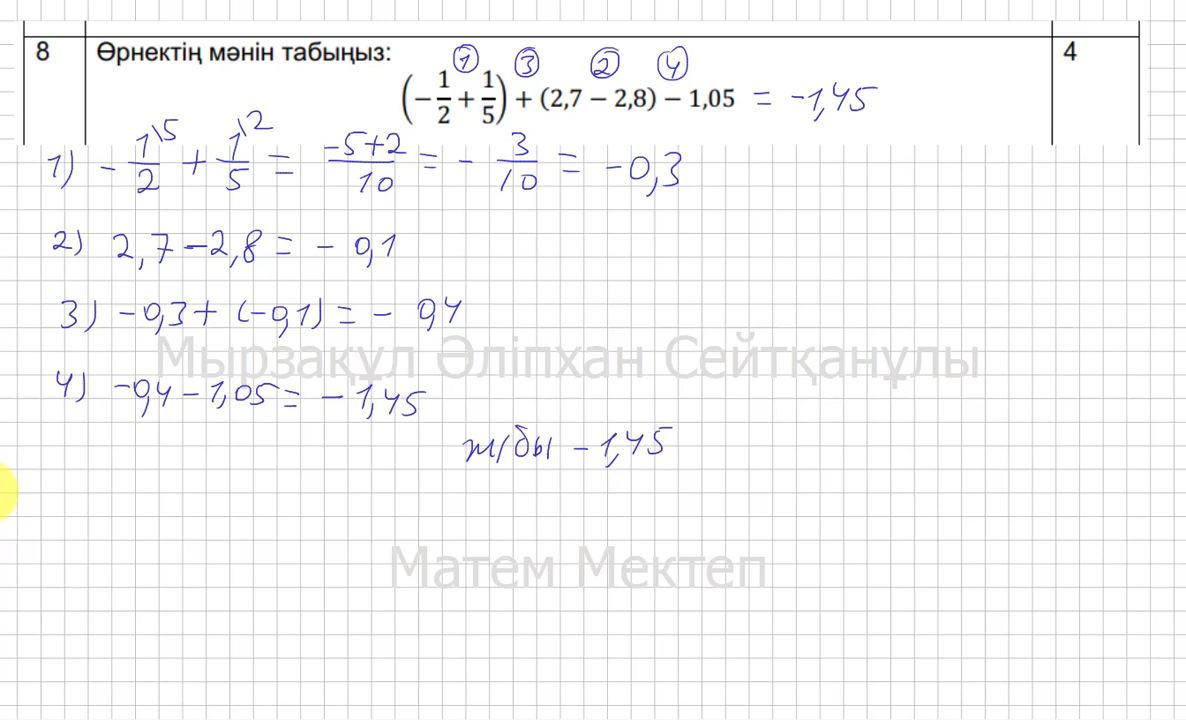 8 Өрнектің мәнін табыңыз: 4
① ③ ② ④
(−1/2 + 1/5) + (2,7 − 2,8) − 1,05 = -1,45
1) - 1\5/2 + 1\2/5 = -5+2/10 = - 3/10 = -0,3
2) 2,7 - 2,8 = - 0,1
3) -0,3 + (-0,1) = - 0,4
Мырзақұл Әліпхан Сейтқанұлы
4) -0,4 - 1,05 = - 1,45
ж/бы - 1,45
Матем Мектеп